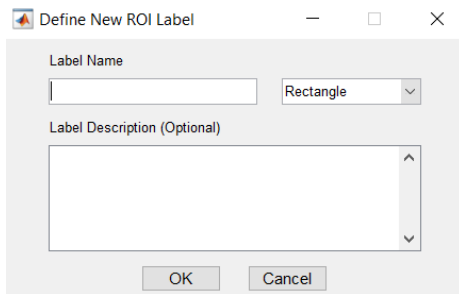 Define New ROI Label
Label Name
Rectangle
Label Description (Optional)
OK Cancel